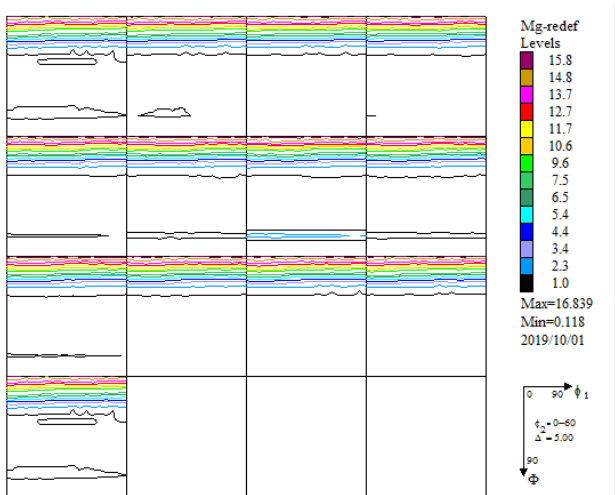 Mg-redef
Levels
15.8
14.8
13.7
12.7
11.7
10.6
9.6
7.5
6.5
5.4
4.4
3.4
2.3
1.0
Max=16.839
Min=0.118
2019/10/01
0 90 ϕ1
ϕ2=0-60
Δ=5.00
90
Φ